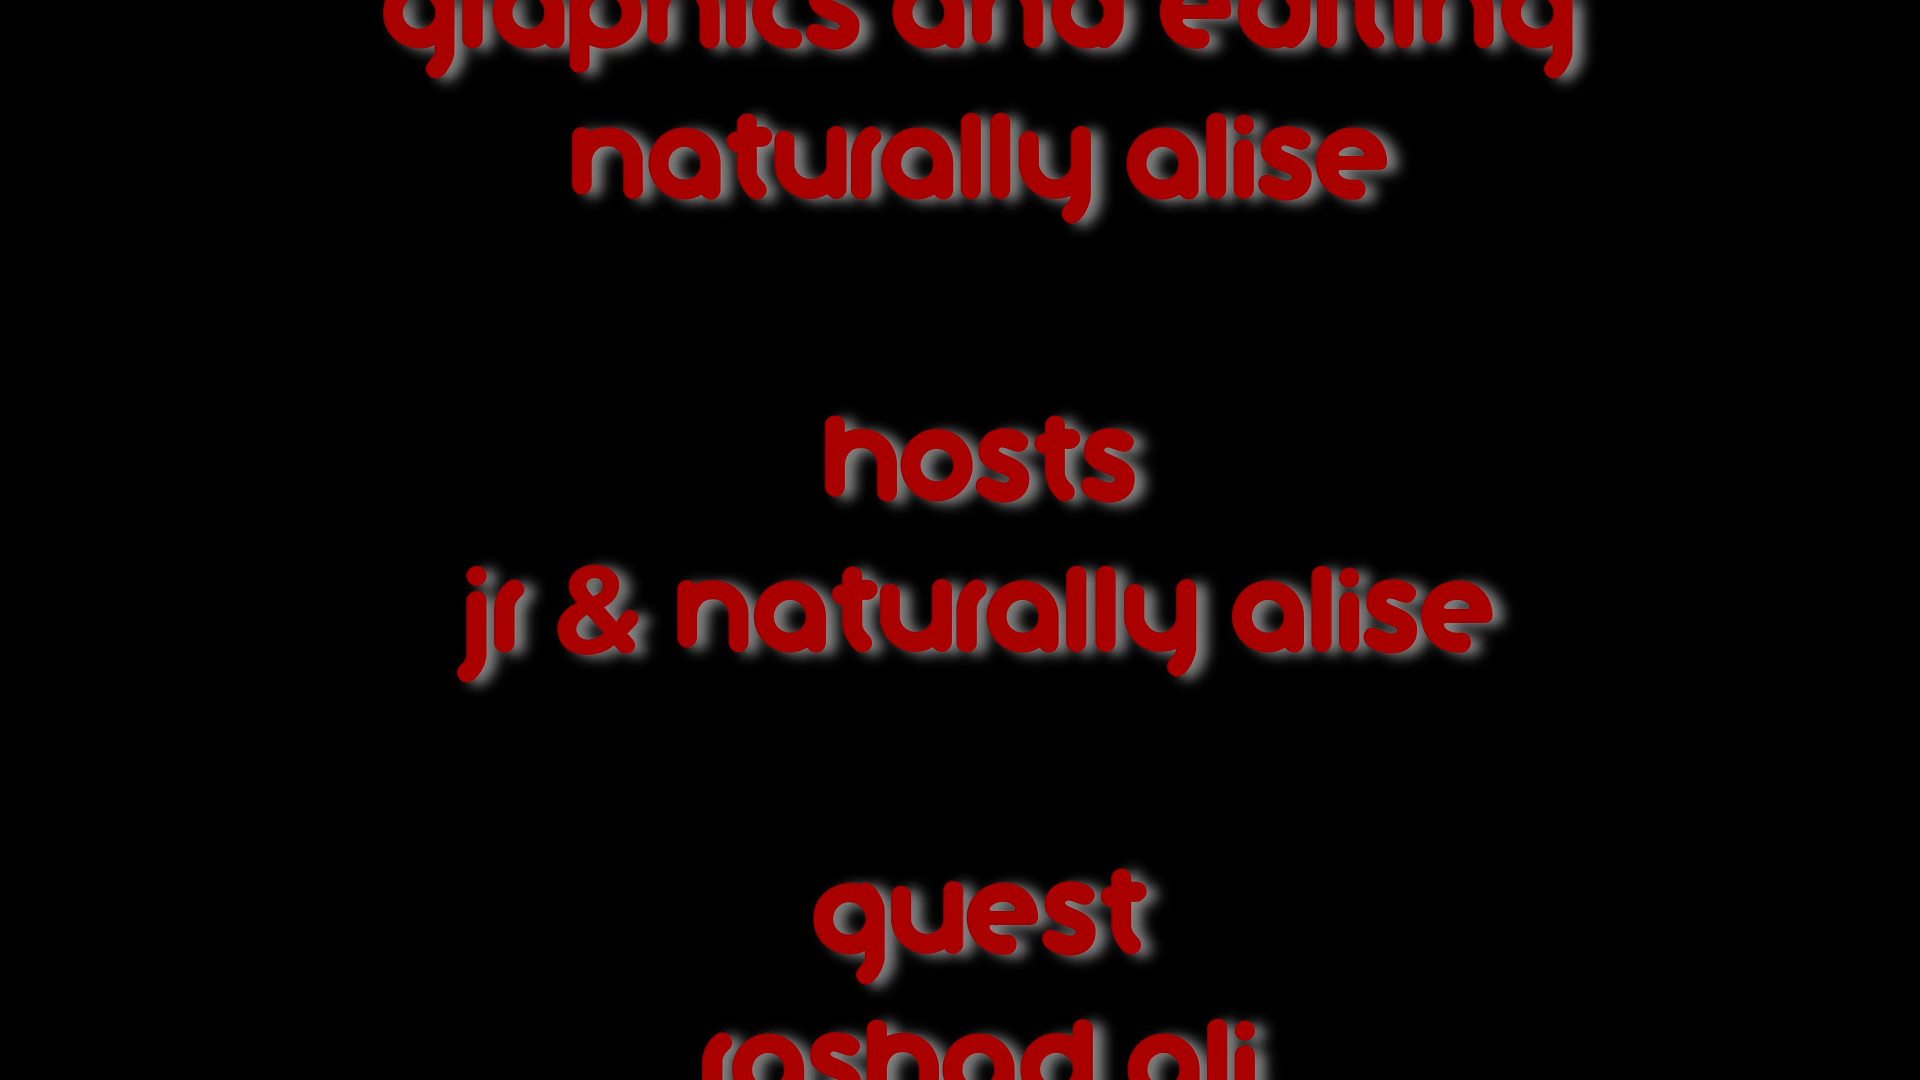 graphics and editing
naturally alise
hosts
jr & naturally alise
guest
rashad ali